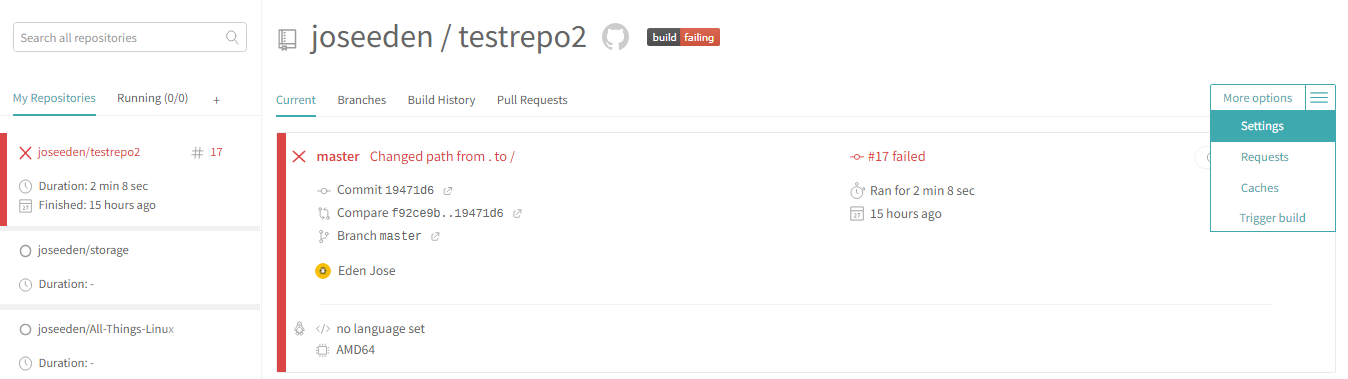 Search all repositories
My Repositories Running (0/0) +
joseeden/testrepo2 # 17
Duration: 2 min 8 sec
Finished: 15 hours ago
joseeden/storage
Duration: -
joseeden/All-Things-Linux
Duration: -
joseeden / testrepo2 build failing
Current Branches Build History Pull Requests
More options
Settings
Requests
Caches
Trigger build
master Changed path from . to /
Commit 19471d6
Compare f92ce9b..19471d6
Branch master
Eden Jose
#17 failed
Ran for 2 min 8 sec
15 hours ago
no language set
AMD64